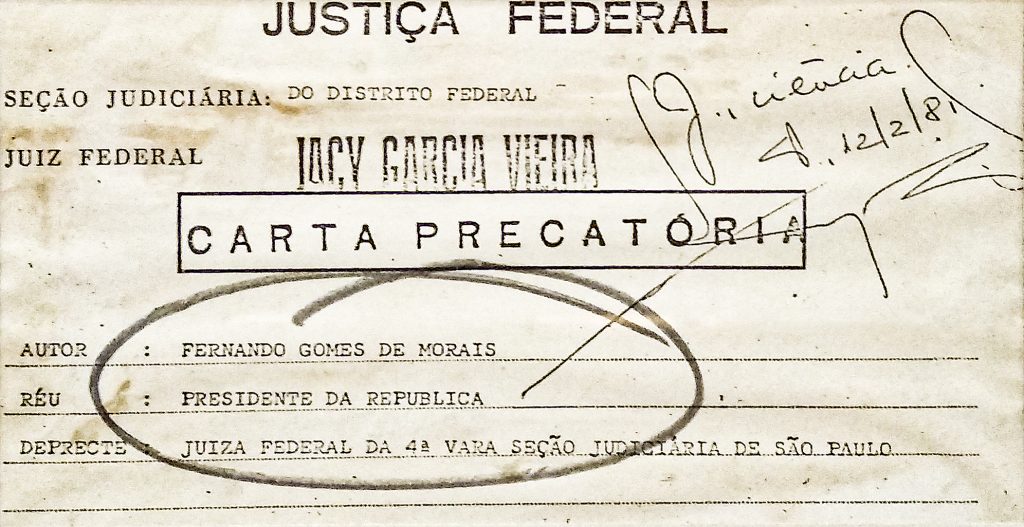 JUSTIÇA FEDERAL
SEÇÃO JUDICIÁRIA: DO DISTRITO FEDERAL
JUIZ FEDERAL JACY GARCIA VIEIRA
J., ciência.
12/2/81
CARTA PRECATÓRIA
AUTOR : FERNANDO GOMES DE MORAIS
RÉU : PRESIDENTE DA REPUBLICA
DEPRECTE : JUIZA FEDERAL DA 4ª VARA SEÇÃO JUDICIÁRIA DE SÃO PAULO